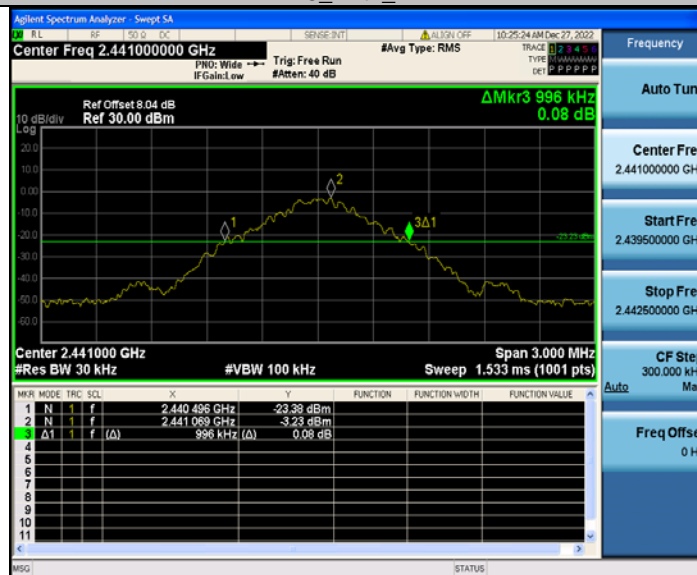 Agilent Spectrum Analyzer - Swept SA
RL RF 50 Ω DC SENSE:INT ALIGN OFF 10:25:24 AM Dec 27, 2022
Center Freq 2.441000000 GHz
PNO: Wide
IFGain:Low
Trig: Free Run
#Atten: 40 dB
#Avg Type: RMS
TRACE 1 2 3 4 5 6
TYPE MWWWWW
DET P P P P P P
Frequency
Auto Tun
Center Fre
2.441000000 GH
Start Fre
2.439500000 GH
Stop Fre
2.442500000 GH
CF Ste
300.000 kH
Auto Ma
Freq Offse
0 H
10 dB/div
Log
Ref Offset 8.04 dB
Ref 30.00 dBm
ΔMkr3 996 kHz
0.08 dB
20.0
10.0
0.00
-10.0
-20.0
-30.0
-40.0
-50.0
-60.0
1
2
3Δ1
-23.23 dBm
Center 2.441000 GHz Span 3.000 MHz
#Res BW 30 kHz #VBW 100 kHz Sweep 1.533 ms (1001 pts)
MKR MODE TRC SCL X Y FUNCTION FUNCTION WIDTH FUNCTION VALUE
1 N 1 f 2.440 496 GHz -23.38 dBm
2 N 1 f 2.441 069 GHz -3.23 dBm
3 Δ1 1 f (Δ) 996 kHz (Δ) 0.08 dB
4
5
6
7
8
9
10
11
MSG STATUS